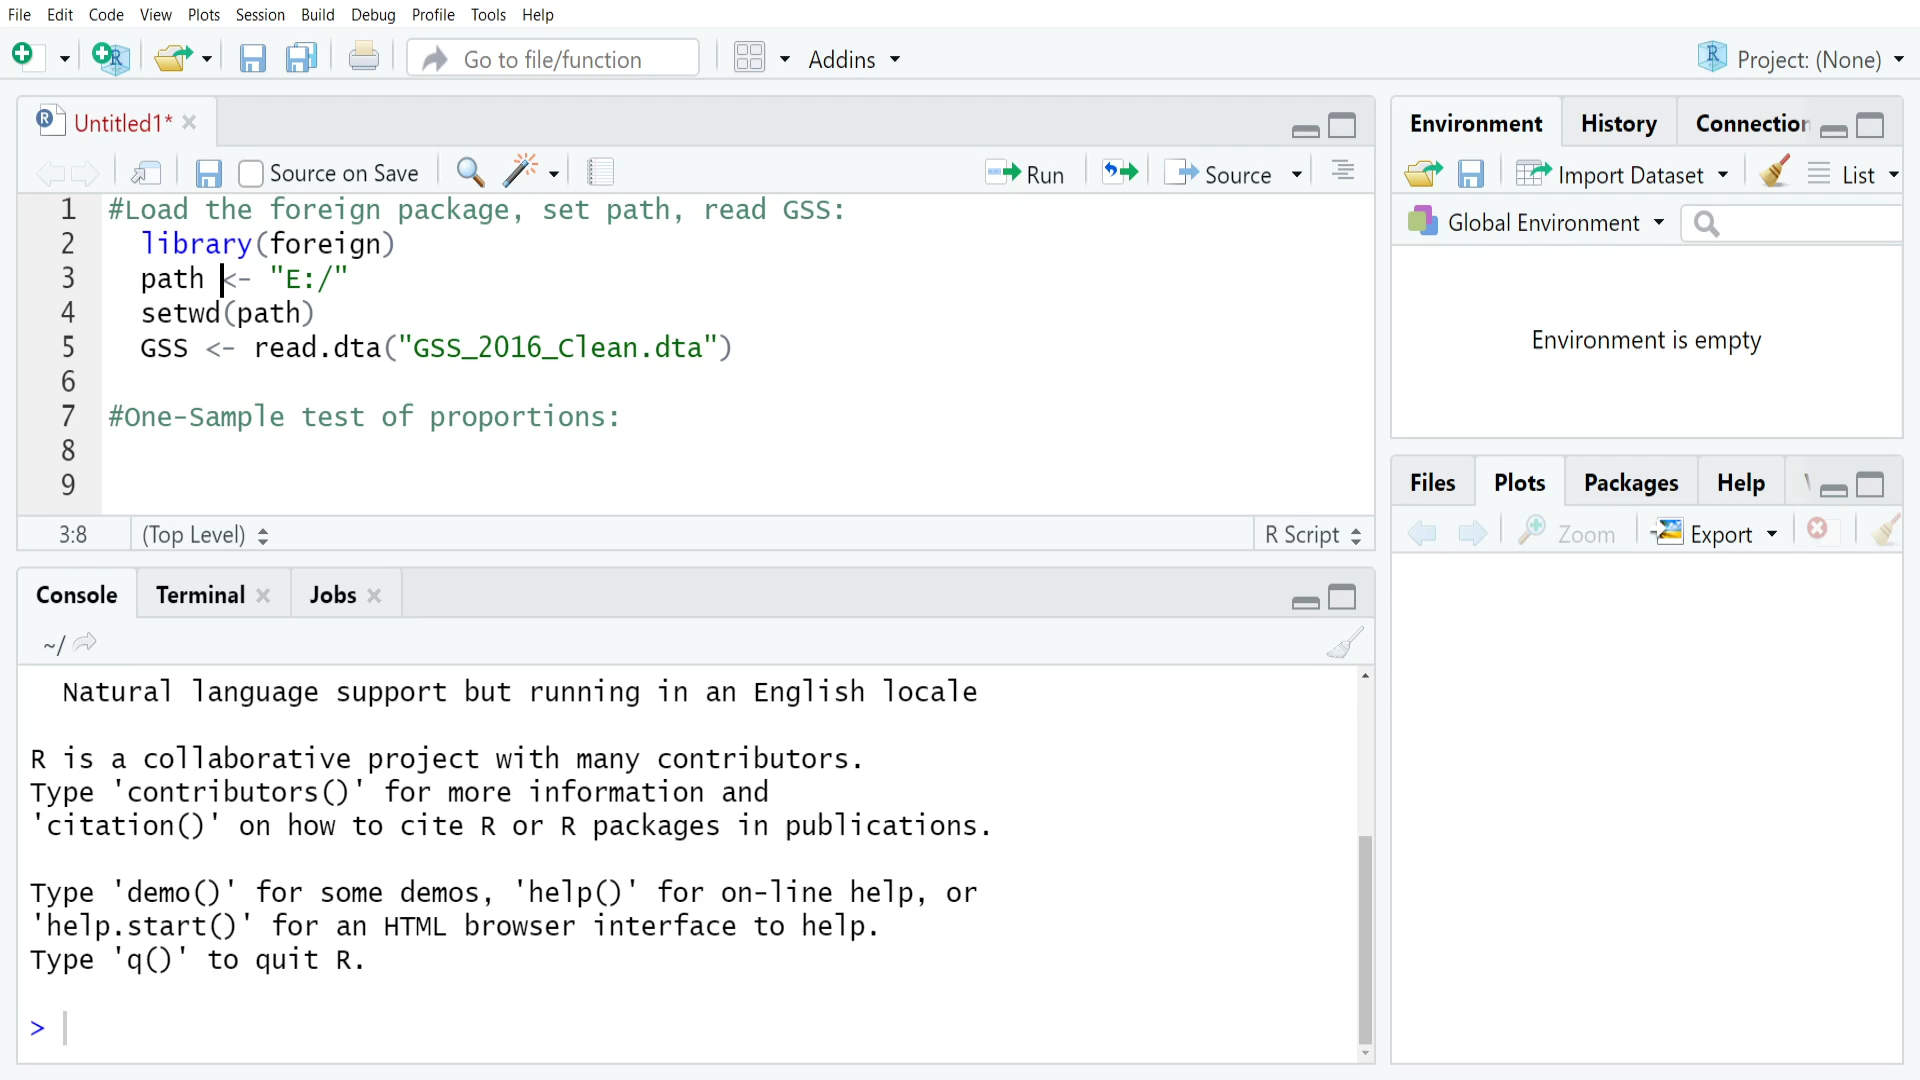 File Edit Code View Plots Session Build Debug Profile Tools Help
Go to file/function Addins Project: (None)
Untitled1*
Source on Save Run Source
1 #Load the foreign package, set path, read GSS:
2 library(foreign)
3 path <- "E:/"
4 setwd(path)
5 GSS <- read.dta("GSS_2016_Clean.dta")
6
7 #One-Sample test of proportions:
8
9
3:8 (Top Level) R Script
Console Terminal Jobs
~/
Natural language support but running in an English locale
R is a collaborative project with many contributors.
Type 'contributors()' for more information and
'citation()' on how to cite R or R packages in publications.
Type 'demo()' for some demos, 'help()' for on-line help, or
'help.start()' for an HTML browser interface to help.
Type 'q()' to quit R.
>
Environment History Connection
Import Dataset List
Global Environment
Environment is empty
Files Plots Packages Help
Zoom Export